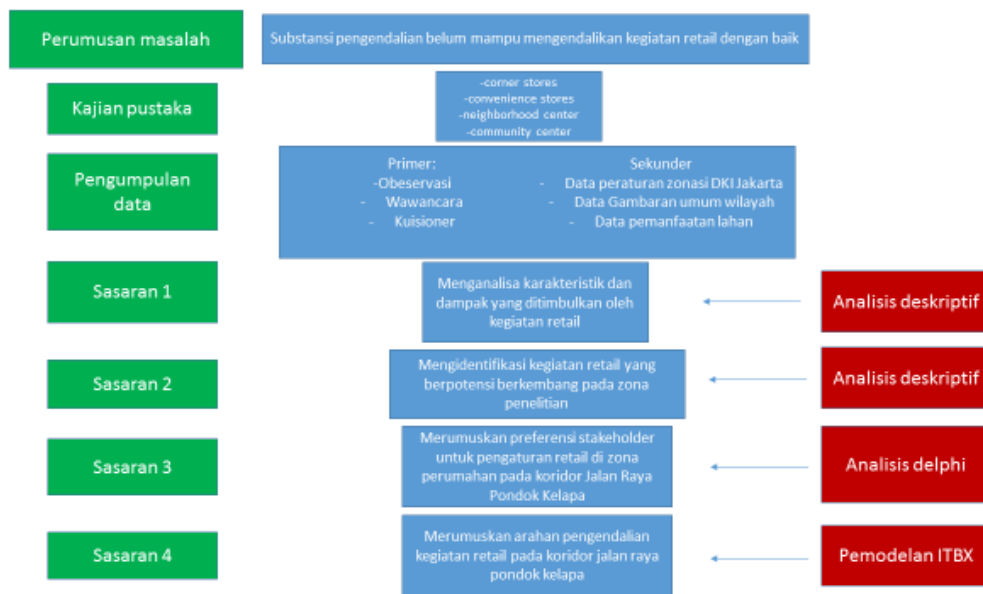 Perumusan masalah
Substansi pengendalian belum mampu mengendalikan kegiatan retail dengan baik
Kajian pustaka
-corner stores
-convenience stores
-neighborhood center
-community center
Pengumpulan
data
Primer:
-Obeservasi
- Wawancara
- Kuisioner
Sekunder
- Data peraturan zonasi DKI Jakarta
- Data Gambaran umum wilayah
- Data pemanfaatan lahan
Sasaran 1
Menganalisa karakteristik dan
dampak yang ditimbulkan oleh
kegiatan retail
Analisis deskriptif
Sasaran 2
Mengidentifikasi kegiatan retail yang
berpotensi berkembang pada zona
penelitian
Analisis deskriptif
Sasaran 3
Merumuskan preferensi stakeholder
untuk pengaturan retail di zona
perumahan pada koridor Jalan Raya
Pondok Kelapa
Analisis delphi
Sasaran 4
Merumuskan arahan pengendalian
kegiatan retail pada koridor jalan raya
pondok kelapa
Pemodelan ITBX